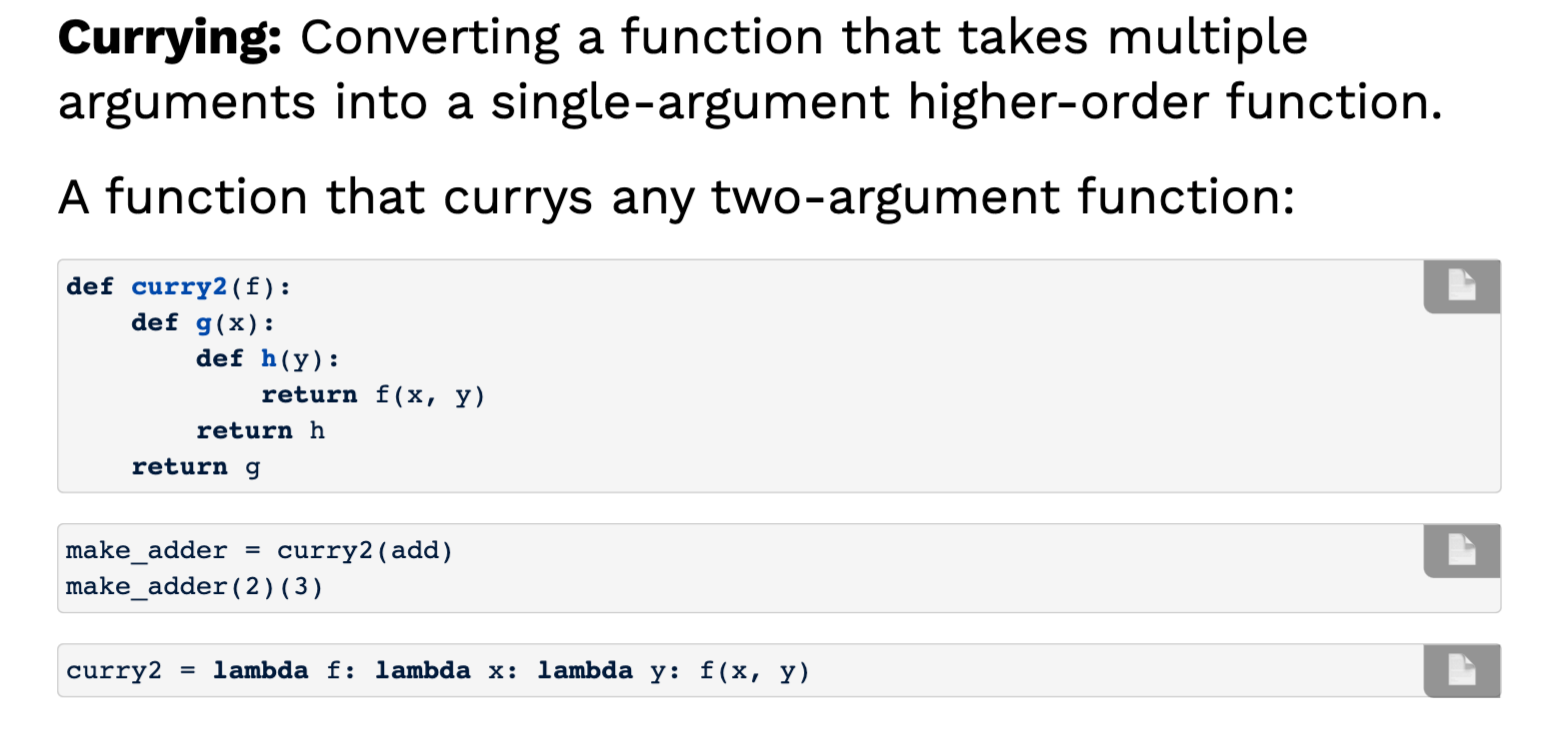 Currying: Converting a function that takes multiple
arguments into a single-argument higher-order function.
A function that currys any two-argument function:
def curry2(f):
    def g(x):
        def h(y):
            return f(x, y)
        return h
    return g
make_adder = curry2(add)
make_adder(2)(3)
curry2 = lambda f: lambda x: lambda y: f(x, y)